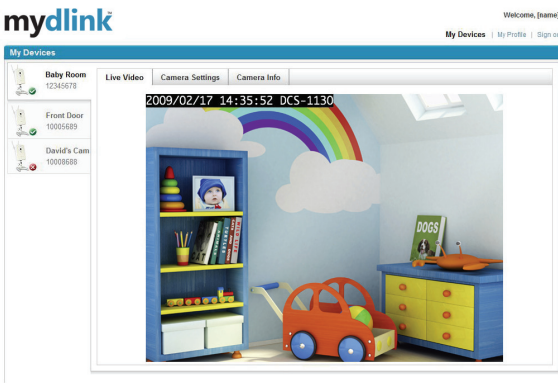 mydlink
Welcome, [name]
My Devices | My Profile | Sign o
My Devices
Baby Room
12345678
Front Door
10005689
David's Cam
10008688
Live Video
Camera Settings
Camera Info
2009/02/17 14:35:52 DCS-1130
DOGS